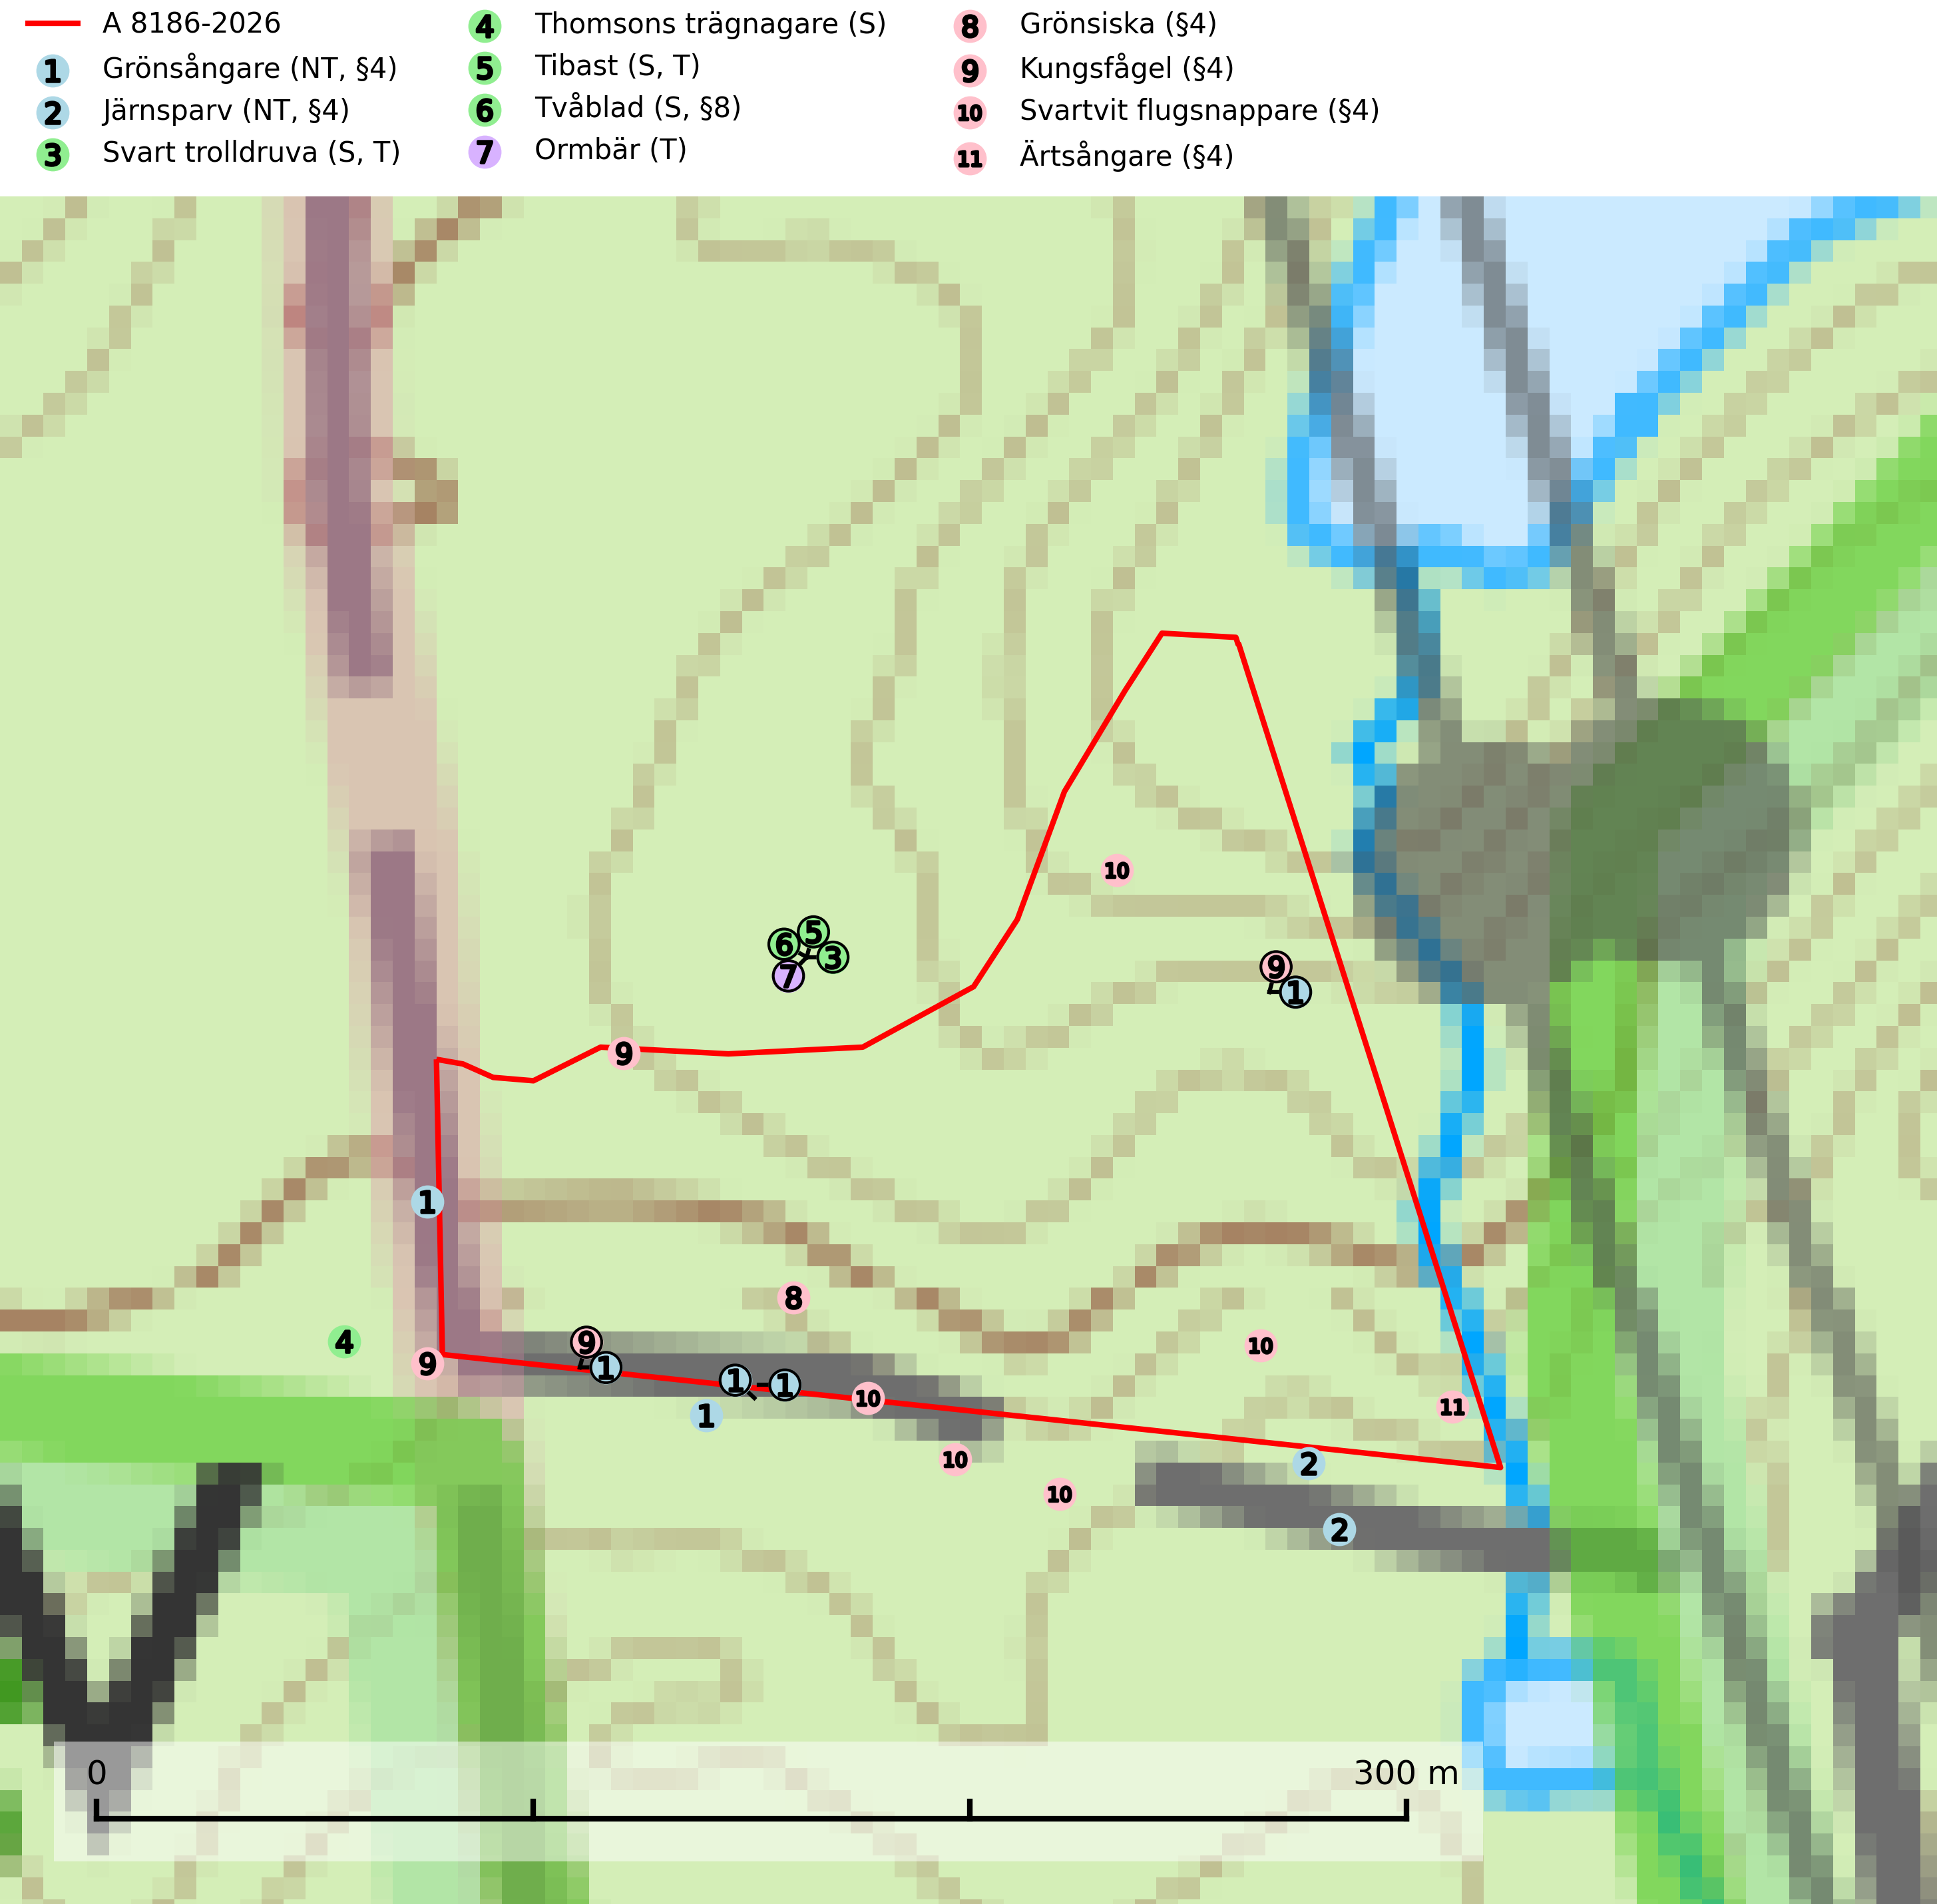 A 8186-2026
1 Grönsångare (NT, §4)
2 Järnsparv (NT, §4)
3 Svart trolldruva (S, T)
4 Thomsons trägnagare (S)
5 Tibast (S, T)
6 Tvåblad (S, §8)
7 Ormbär (T)
8 Grönsiska (§4)
9 Kungsfågel (§4)
10 Svartvit flugsnappare (§4)
11 Ärtsångare (§4)
10
5
6
3
7
9
1
9
1
8
4
9
9
1
1
1
10
1
10
11
10
2
10
2
0 300 m